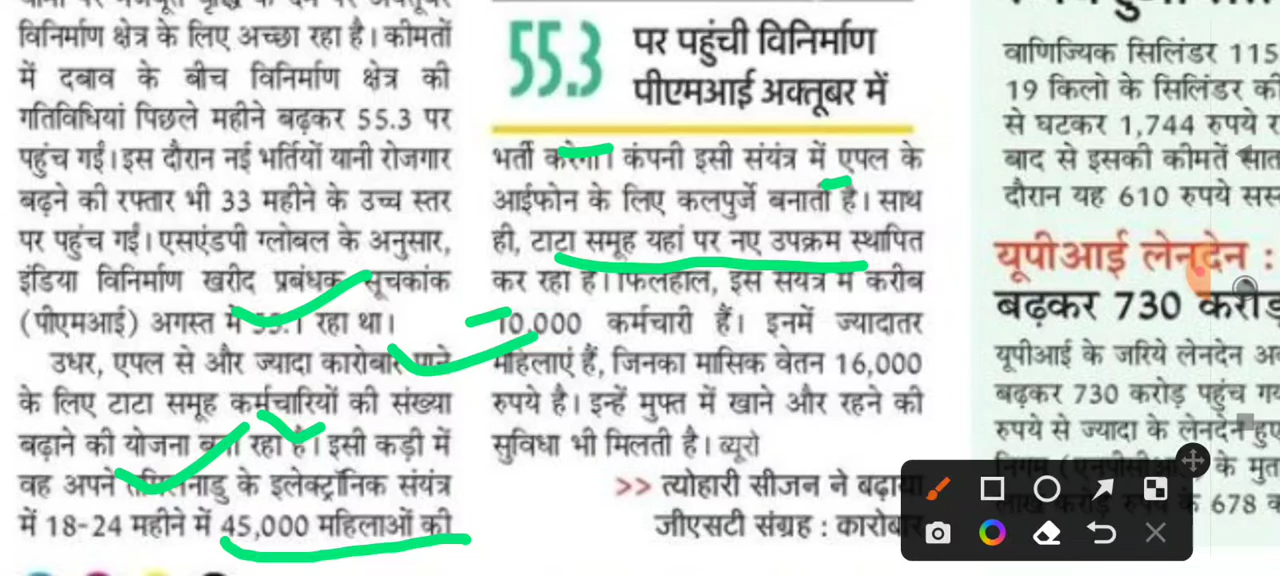 विनिर्माण क्षेत्र के लिए अच्छा रहा है। कीमतों
में दबाव के बीच विनिर्माण क्षेत्र की
गतिविधियां पिछले महीने बढ़कर 55.3 पर
पहुंच गईं। इस दौरान नई भर्तियों यानी रोजगार
बढ़ने की रफ्तार भी 33 महीने के उच्च स्तर
पर पहुंच गई। एसएंडपी ग्लोबल के अनुसार,
इंडिया विनिर्माण खरीद प्रबंधक सूचकांक
(पीएमआई) अगस्त में रहा था।
उधर, एपल से और ज्यादा कारोबार पाने
के लिए टाटा समूह कर्मचारियों की संख्या
बढ़ाने की योजना बना रहा है। इसी कड़ी में
वह अपने तमिलनाडु के इलेक्ट्रॉनिक संयंत्र
में 18-24 महीने में 45,000 महिलाओं की
55.3 पर पहुंची विनिर्माण
पीएमआई अक्तूबर में
भर्ती करेगा। कंपनी इसी संयंत्र में एपल के
आईफोन के लिए कलपुर्जे बनाती है। साथ
ही, टाटा समूह यहां पर नए उपक्रम स्थापित
कर रहा है। फिलहाल, इस संयंत्र में करीब
10,000 कर्मचारी हैं। इनमें ज्यादातर
महिलाएं हैं, जिनका मासिक वेतन 16,000
रुपये है। इन्हें मुफ्त में खाने और रहने की
सुविधा भी मिलती है। ब्यूरो
>> त्योहारी सीजन ने बढ़ाया
जीएसटी संग्रह : कारोबार
वाणिज्यिक सिलिंडर 115
19 किलो के सिलिंडर की
से घटकर 1,744 रुपये
बाद से इसकी कीमतें सात
दौरान यह 610 रुपये
यूपीआई लेनदेन :
बढ़कर 730 करोड़
यूपीआई के जरिये लेनदेन
बढ़कर 730 करोड़ पहुंच
रुपये से ज्यादा के लेनदेन हुए
के
678